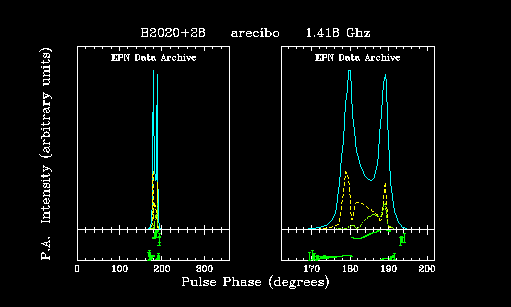 B2020+28 arecibo 1.418 Ghz
EPN Data Archive EPN Data Archive
P.A. Intensity (arbitrary units)
0 100 200 300 170 180 190 200
Pulse Phase (degrees)